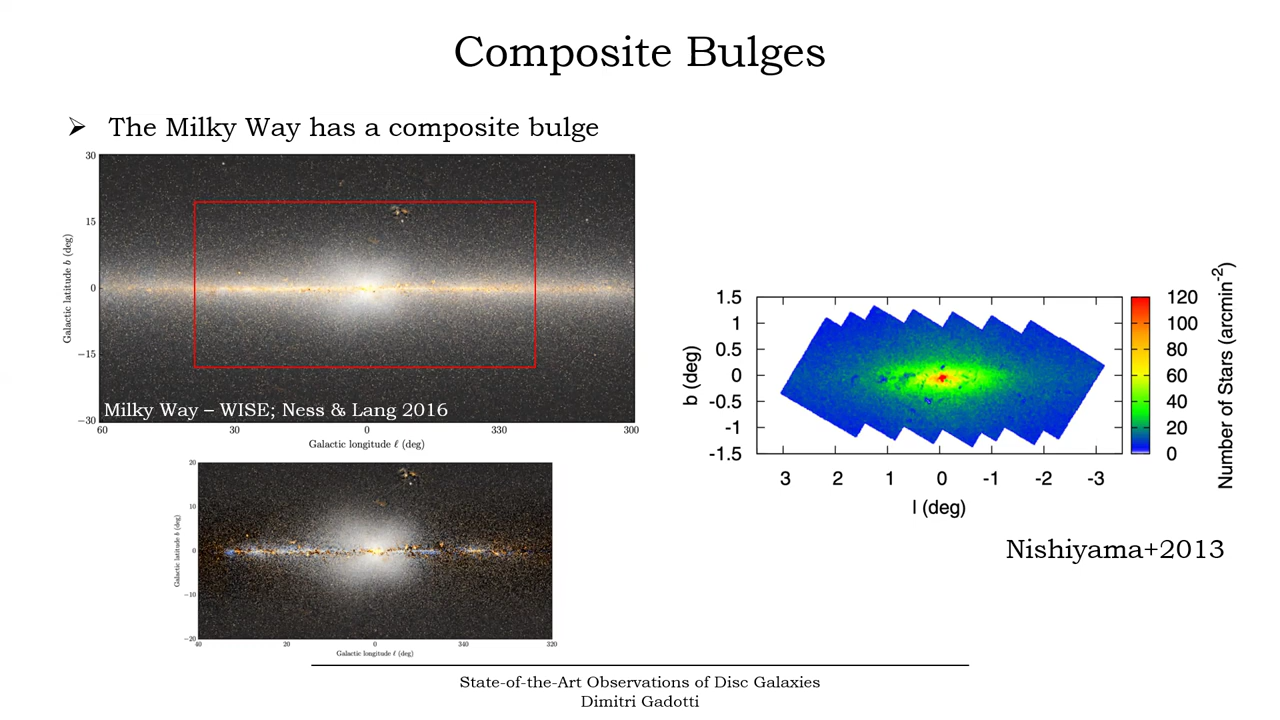 Composite Bulges
➢ The Milky Way has a composite bulge
30
15
0
−15
−30
Galactic latitude b (deg)
Milky Way – WISE; Ness & Lang 2016
60 30 0 330 300
Galactic longitude ℓ (deg)
20
10
0
−10
−20
Galactic latitude b (deg)
40 20 0 340 320
Galactic longitude ℓ (deg)
1.5
1
0.5
0
-0.5
-1
-1.5
b (deg)
3 2 1 0 -1 -2 -3
l (deg)
120
100
80
60
40
20
0
Number of Stars (arcmin-2)
Nishiyama+2013
State-of-the-Art Observations of Disc Galaxies
Dimitri Gadotti